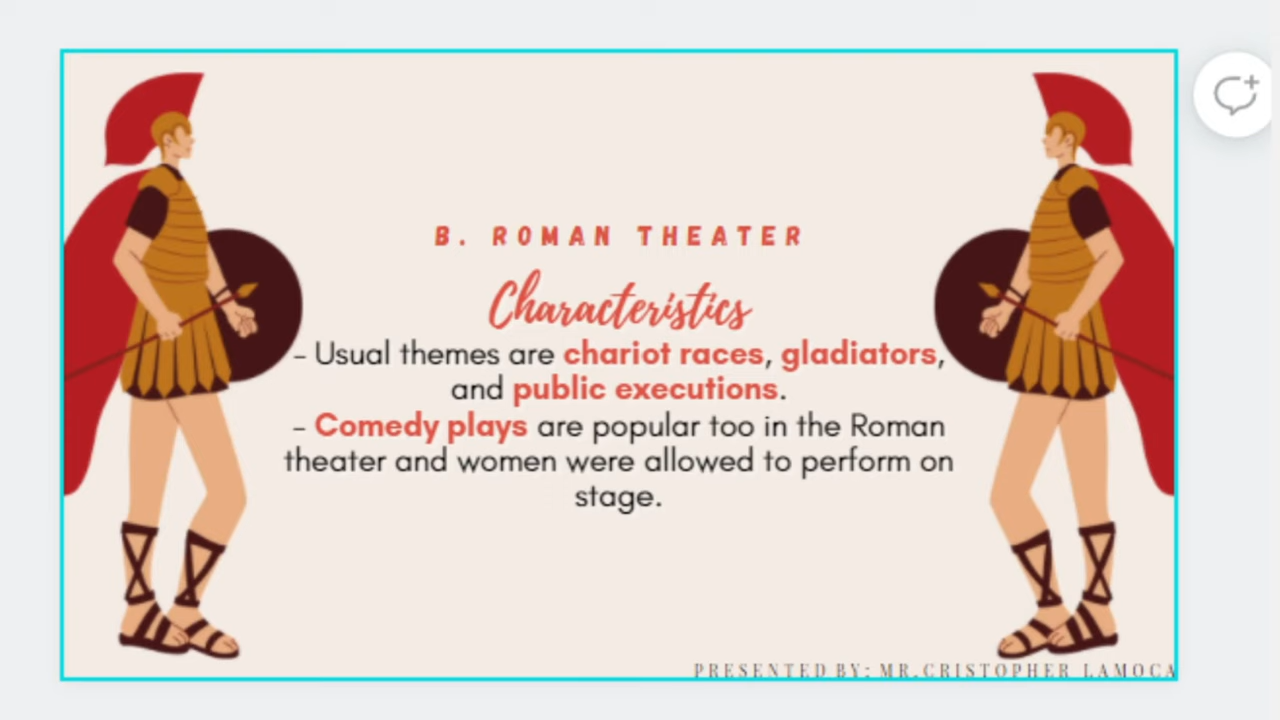 B. ROMAN THEATER
Characteristics
– Usual themes are chariot races, gladiators,
and public executions.
– Comedy plays are popular too in the Roman
theater and women were allowed to perform on
stage.
PRESENTED BY: MR.CRISTOPHER LAMOCA